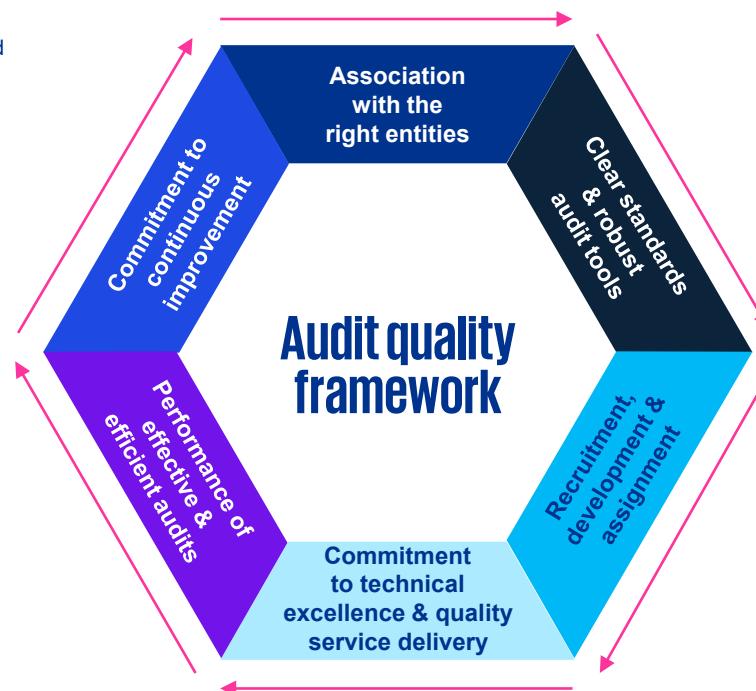 Association
with the
right entities
Clear standards
& robust
audit tools
Recruitment,
development &
assignment
Commitment
to technical
excellence & quality
service delivery
Performance of
effective &
efficient audits
Commitment to
continuous
improvement
Audit quality
framework